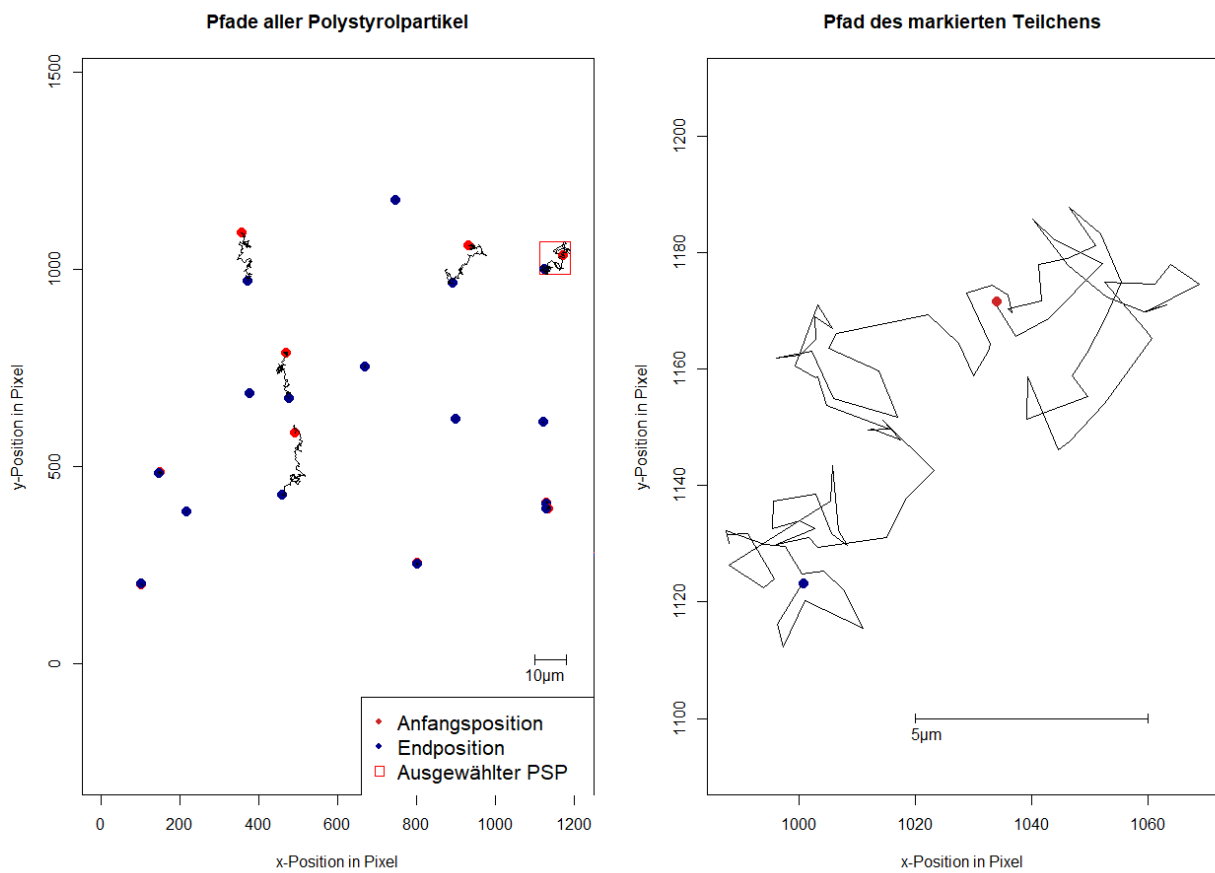 Pfade aller Polystyrolpartikel
y-Position in Pixel
1500
1000
500
0
10µm
Anfangsposition
Endposition
Ausgewählter PSP
0 200 400 600 800 1000 1200
x-Position in Pixel
Pfad des markierten Teilchens
y-Position in Pixel
1200
1180
1160
1140
1120
1100
5µm
1000 1020 1040 1060
x-Position in Pixel